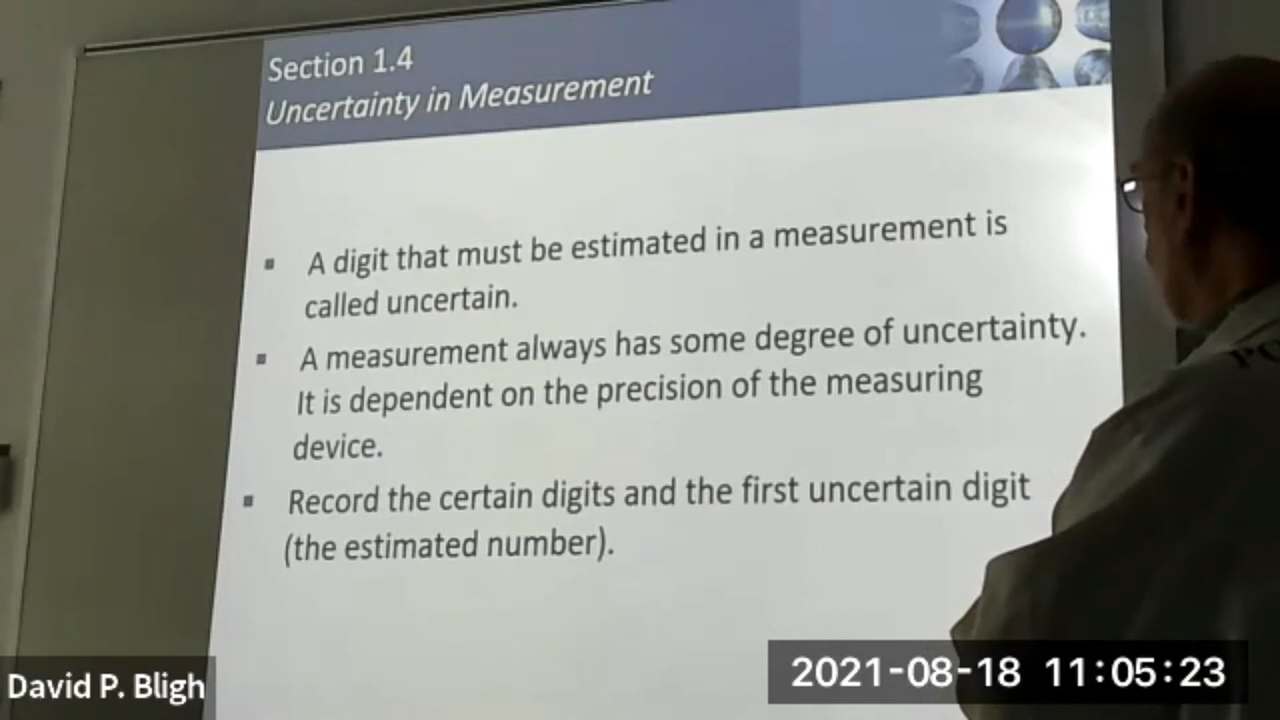 Section 1.4
Uncertainty in Measurement
▪ A digit that must be estimated in a measurement is
called uncertain.
▪ A measurement always has some degree of uncertainty.
It is dependent on the precision of the measuring
device.
▪ Record the certain digits and the first uncertain digit
(the estimated number).
David P. Bligh
2021-08-18 11:05:23